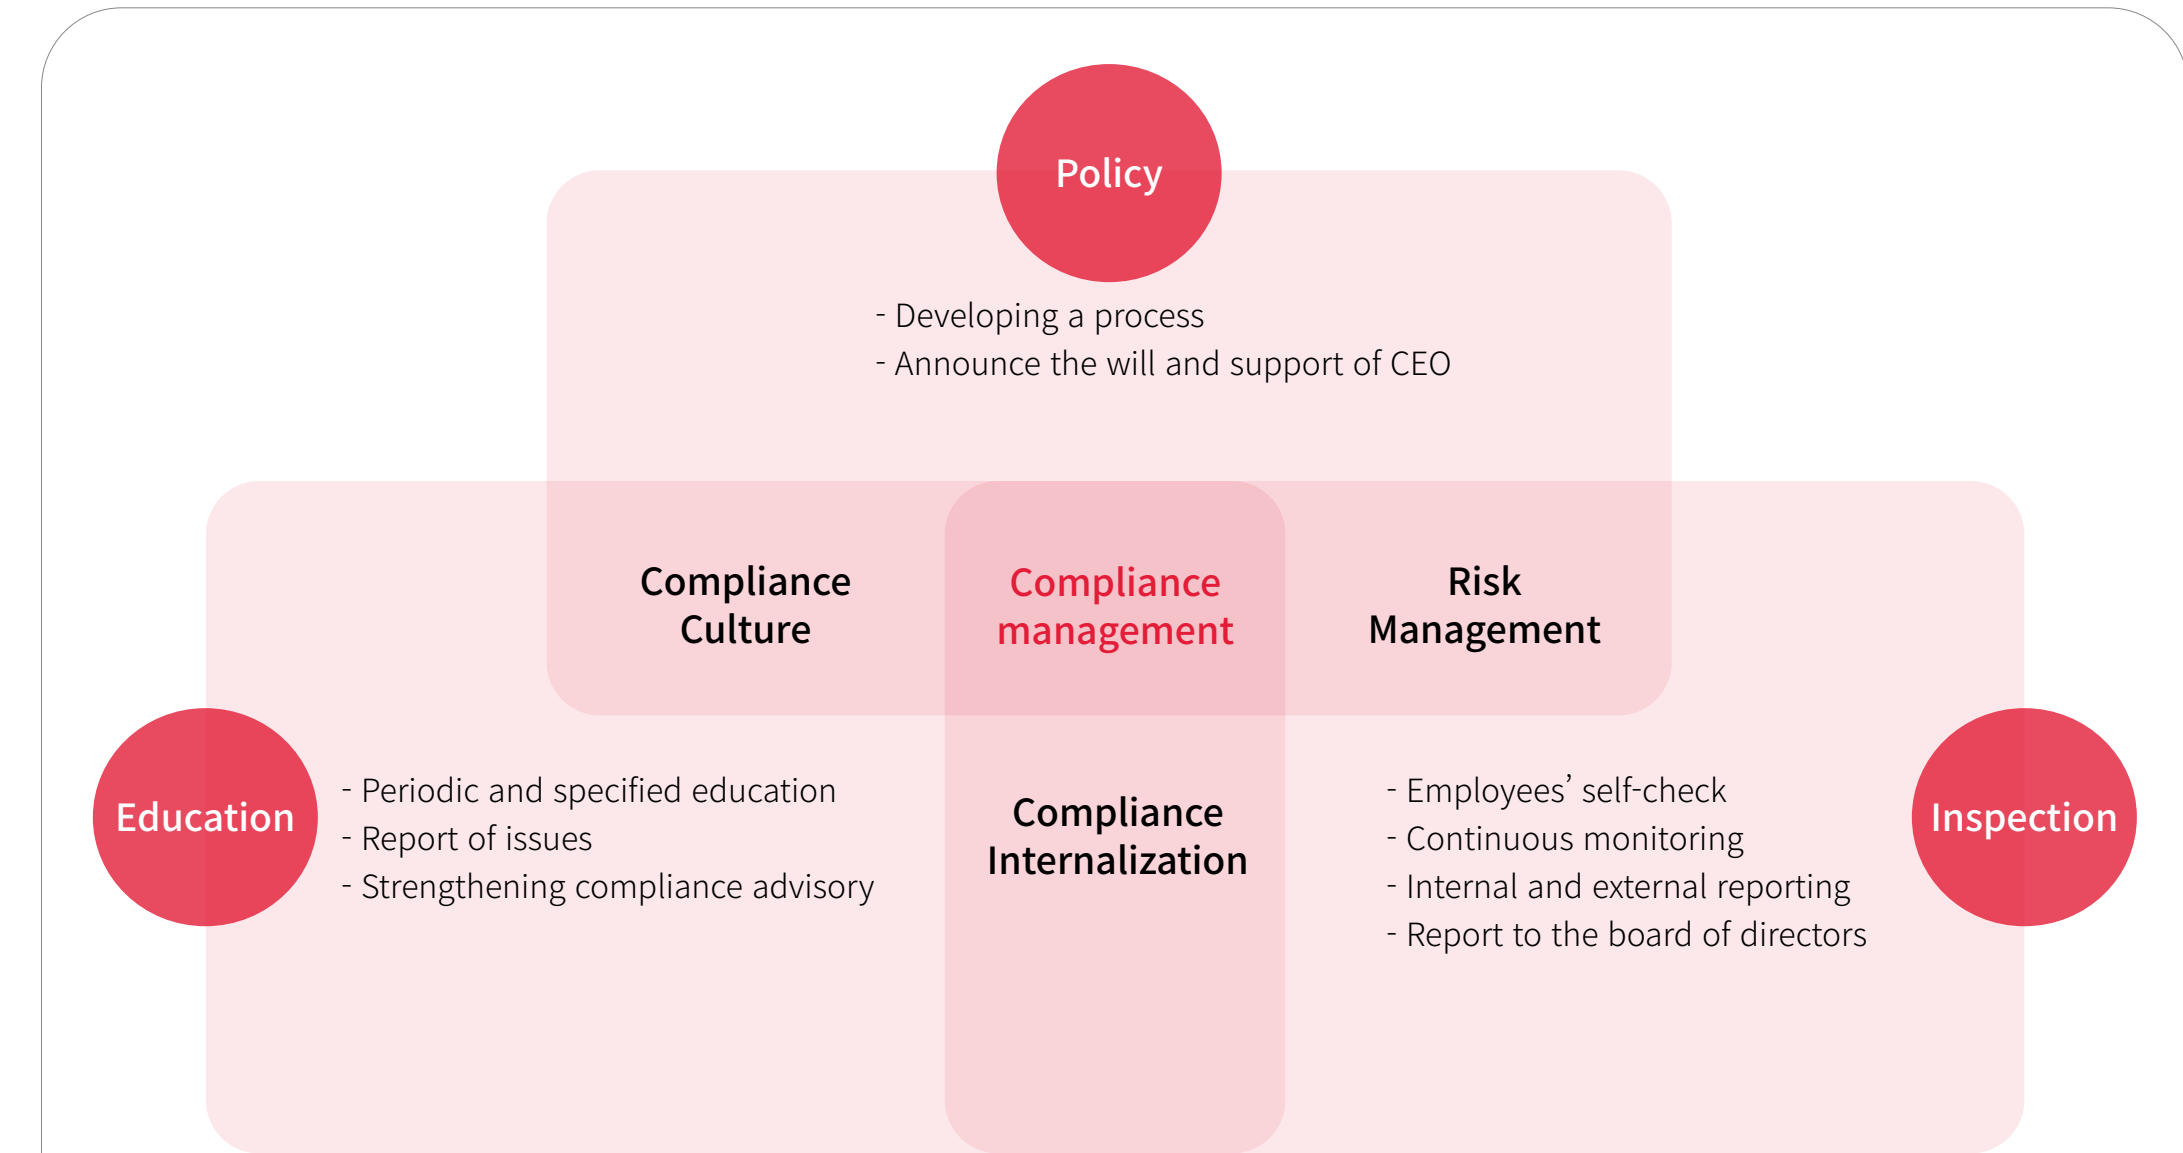 Policy
- Developing a process
- Announce the will and support of CEO
Compliance
Culture
Compliance
management
Risk
Management
Education
- Periodic and specified education
- Report of issues
- Strengthening compliance advisory
Compliance
Internalization
- Employees’ self-check
- Continuous monitoring
- Internal and external reporting
- Report to the board of directors
Inspection